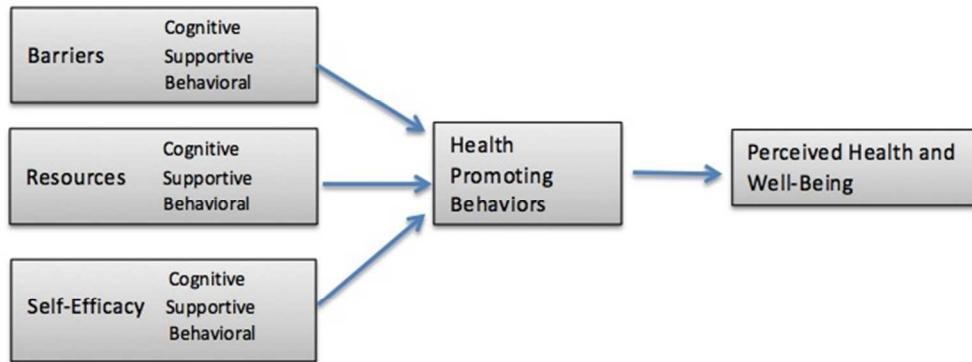 Cognitive
Barriers Supportive
Behavioral
Cognitive
Resources Supportive
Behavioral
Cognitive
Self-Efficacy Supportive
Behavioral
Health
Promoting
Behaviors
Perceived Health and
Well-Being